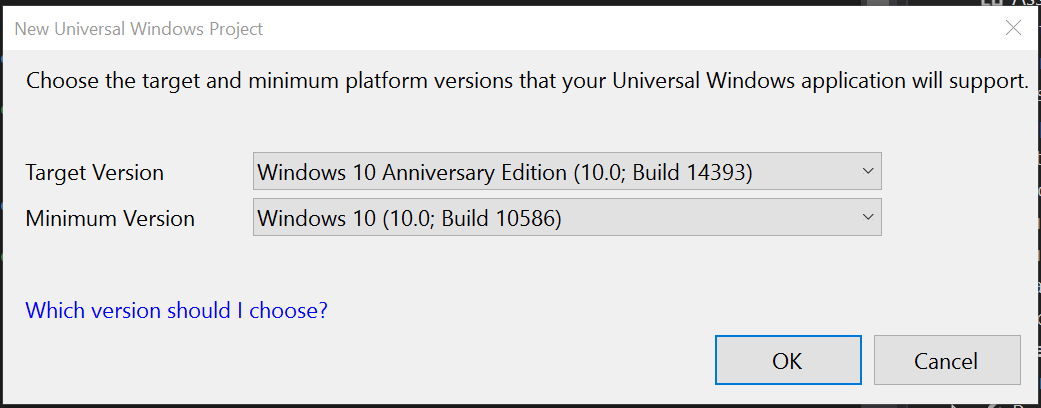 New Universal Windows Project
Choose the target and minimum platform versions that your Universal Windows application will support.
Target Version
Windows 10 Anniversary Edition (10.0; Build 14393)
Minimum Version
Windows 10 (10.0; Build 10586)
Which version should I choose?
OK
Cancel